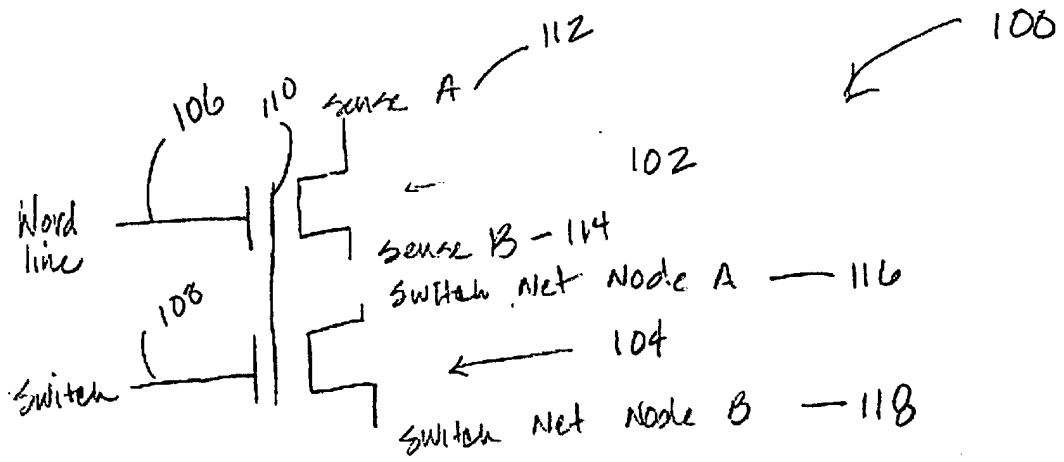 100
112
sense A
106
110
102
Word
line
sense B - 114
Switch Net Node A — 116
108
104
Switch
Switch Net Node B — 118